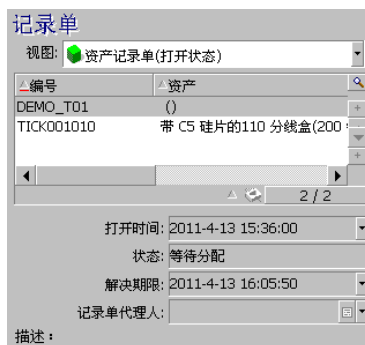 记录单
视图: 资产记录单(打开状态)
编号 资产
DEMO_T01 ()
TICK001010 带 C5 硅片的110 分线盒(200
2 / 2
打开时间: 2011-4-13 15:36:00
状态: 等待分配
解决期限: 2011-4-13 16:05:50
记录单代理人:
描述：